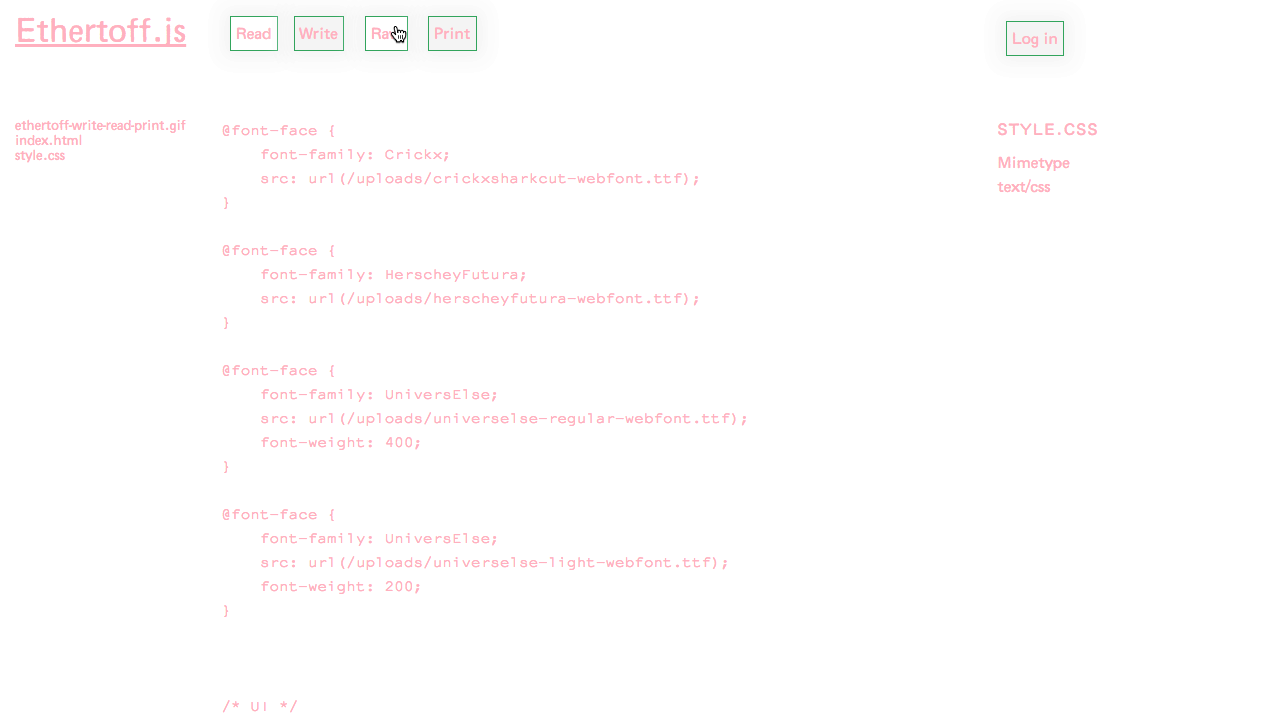 Ethertoff.js
Read
Write
Print
Log in
ethertoff-write-read-print.gif
index.html
style.css
@font-face {
font-family: Crickx;
src: url(/uploads/crickxsharkcut-webfont.ttf);
}
@font-face {
font-family: HerscheyFutura;
src: url(/uploads/herscheyfutura-webfont.ttf);
}
@font-face {
font-family: UniversElse;
src: url(/uploads/universelse-regular-webfont.ttf);
font-weight: 400;
}
@font-face {
font-family: UniversElse;
src: url(/uploads/universelse-light-webfont.ttf);
font-weight: 200;
}
/* UI */
STYLE.CSS
Mimetype
text/css